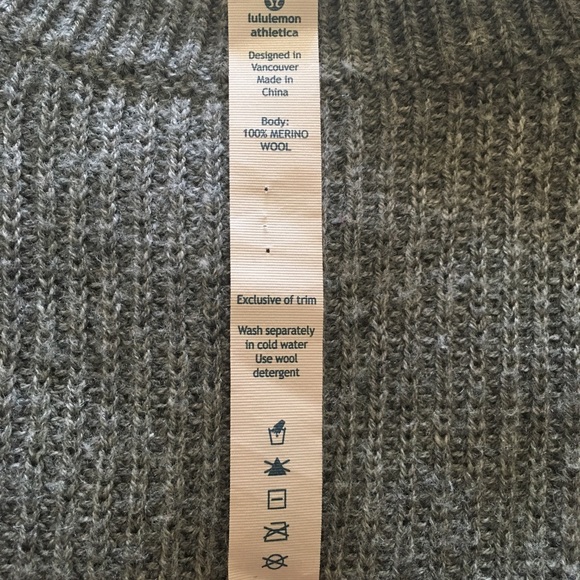 lululemon
athletica
Designed in
Vancouver
Made in
China
Body:
100% MERINO
WOOL
Exclusive of trim
Wash separately
in cold water
Use wool
detergent